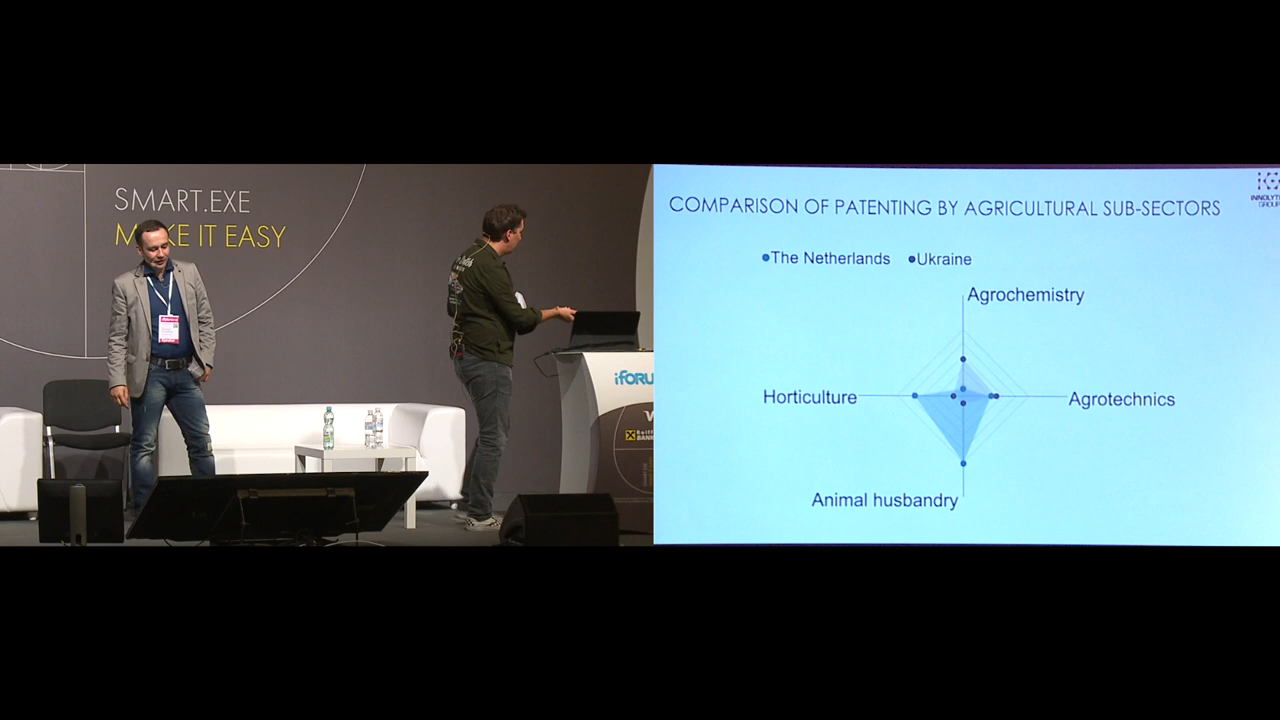 SMART.EXE
MAKE IT EASY
iFORU
COMPARISON OF PATENTING BY AGRICULTURAL SUB-SECTORS
The Netherlands
Ukraine
Agrochemistry
Horticulture
Agrotechnics
Animal husbandry